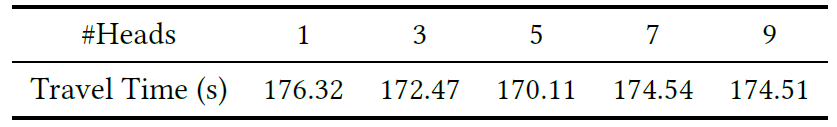 #Heads 1 3 5 7 9
Travel Time (s) 176.32 172.47 170.11 174.54 174.51